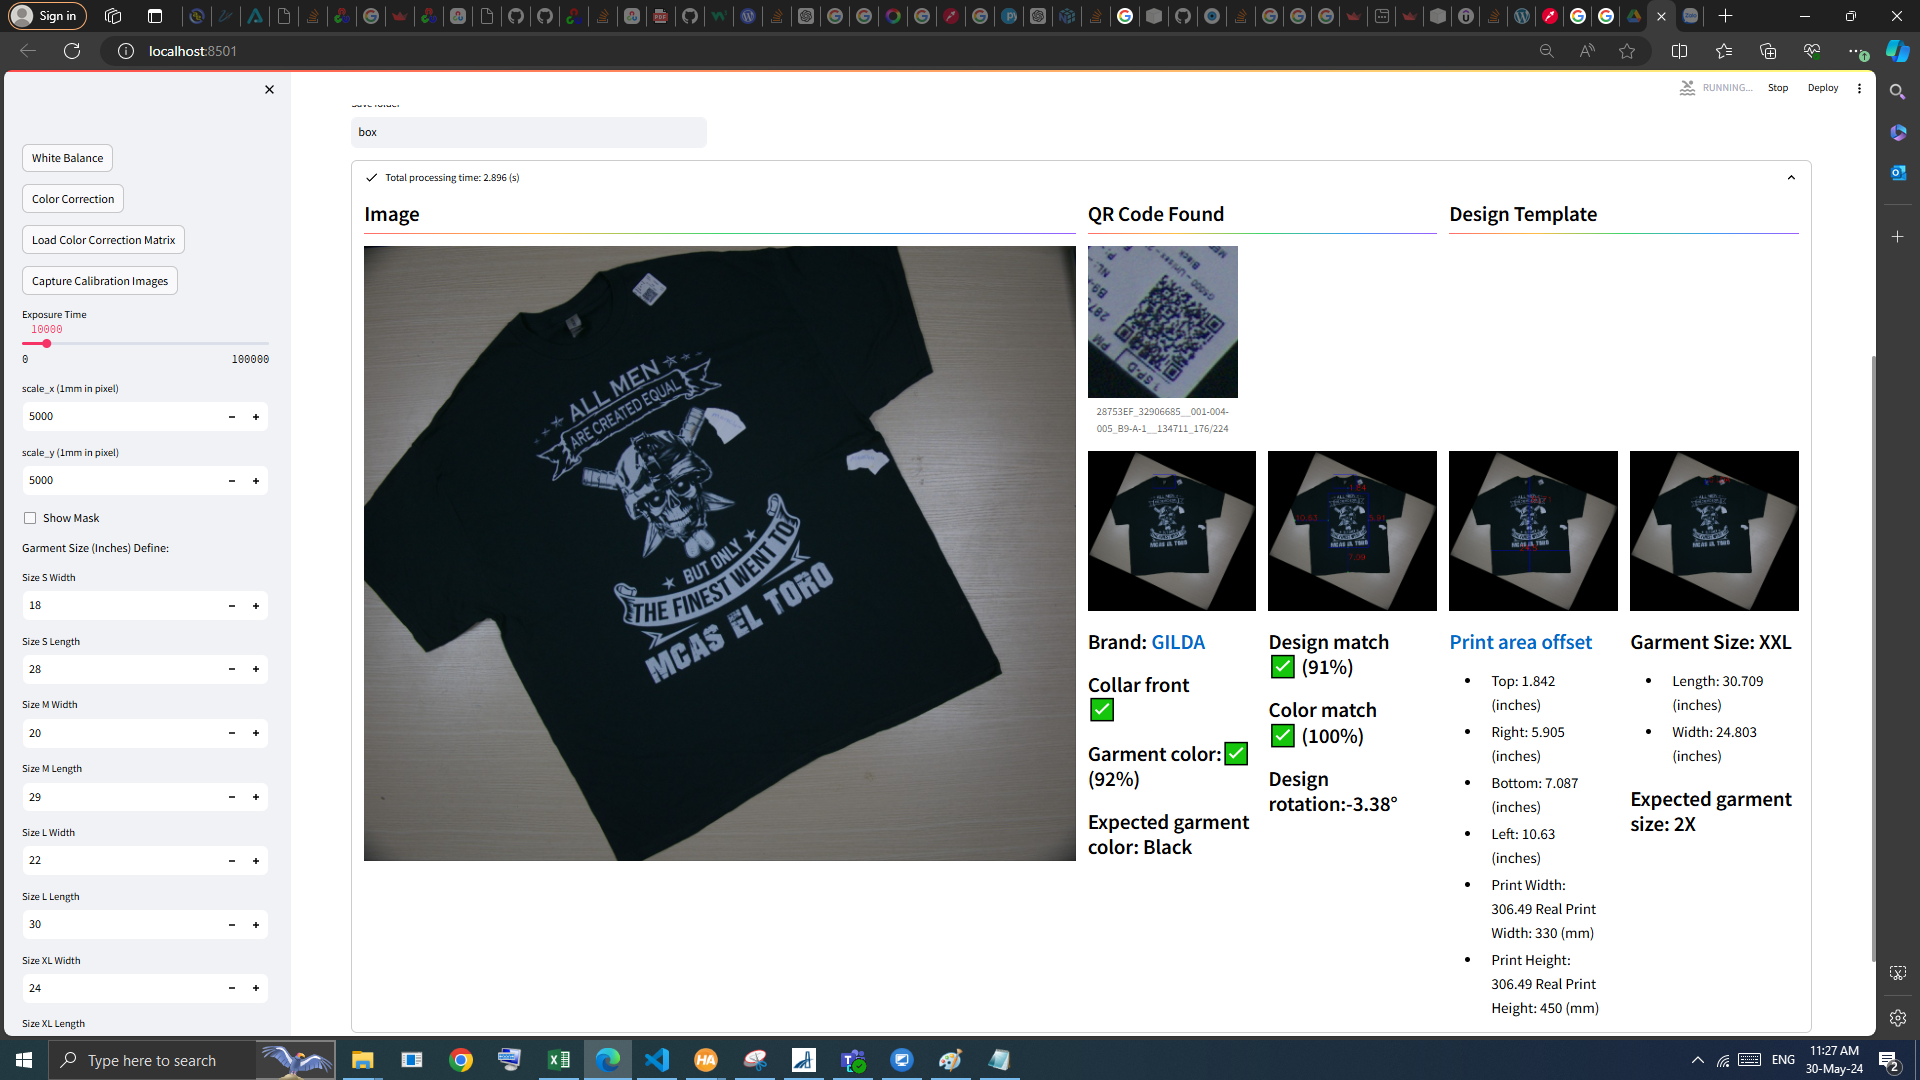 Sign in
localhost:8501
RUNNING...
Stop
Deploy
White Balance
Color Correction
Load Color Correction Matrix
Capture Calibration Images
Exposure Time
10000
0
100000
scale_x (1mm in pixel)
5000
scale_y (1mm in pixel)
5000
Show Mask
Garment Size (Inches) Define:
Size S Width
18
Size S Length
28
Size M Width
20
Size M Length
29
Size L Width
22
Size L Length
30
Size XL Width
24
Size XL Length
Save folder
box
Total processing time: 2.896 (s)
Image
ALL MEN
ARE CREATED EQUAL
BUT ONLY
THE FINEST WENT TO
MCAS EL TORO
QR Code Found
28753EF_32906685__001-004-
005_B9-A-1__134711_176/224
Design Template
Brand: GILDA
Collar front
Garment color:
(92%)
Expected garment
color: Black
Design match
(91%)
Color match
(100%)
Design
rotation:-3.38°
Print area offset
Top: 1.842
(inches)
Right: 5.905
(inches)
Bottom: 7.087
(inches)
Left: 10.63
(inches)
Print Width:
306.49 Real Print
Width: 330 (mm)
Print Height:
306.49 Real Print
Height: 450 (mm)
Garment Size: XXL
Length: 30.709
(inches)
Width: 24.803
(inches)
Expected garment
size: 2X
Type here to search
ENG
11:27 AM
30-May-24
2